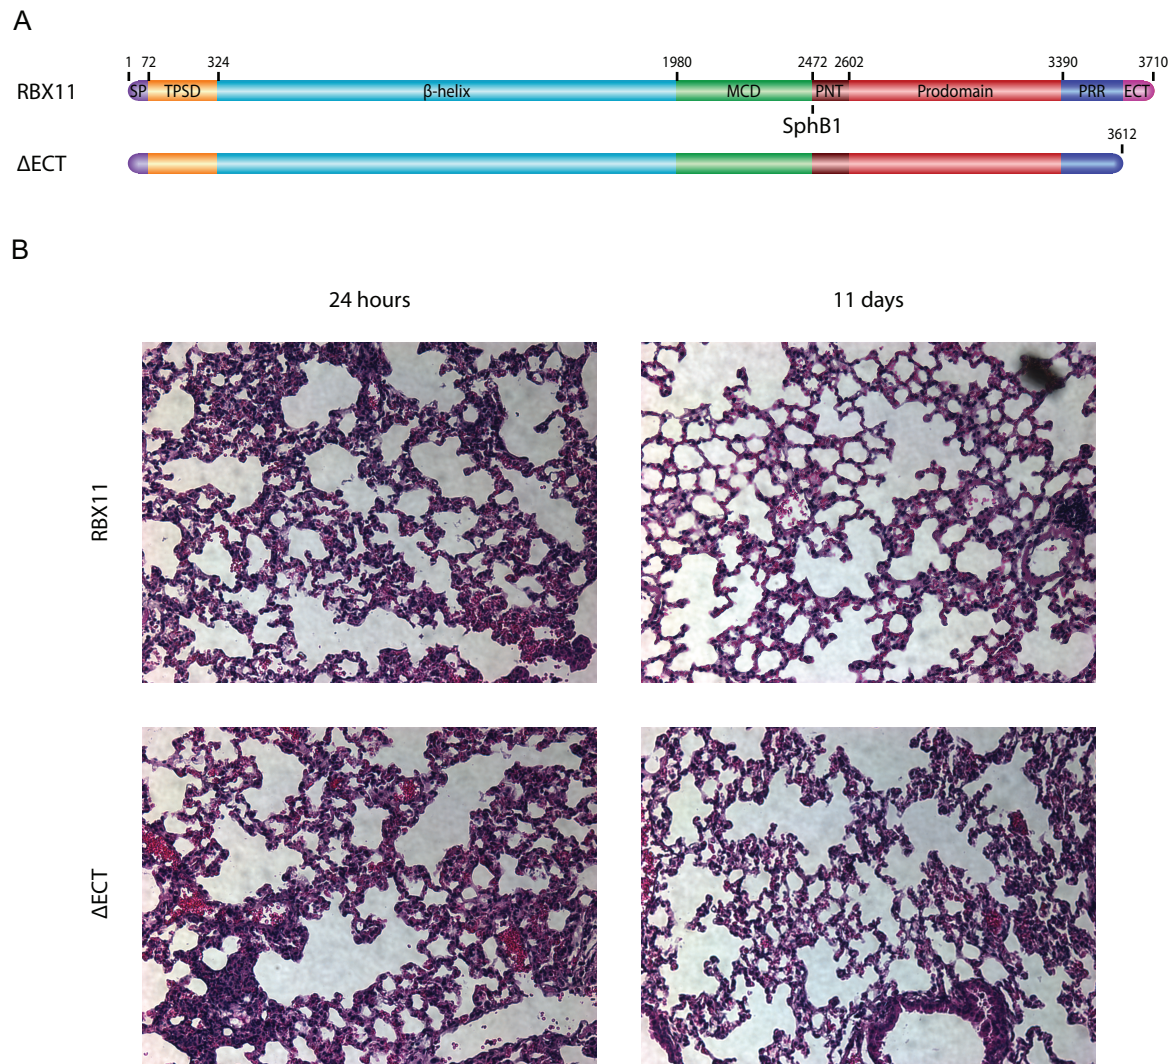 A
1 72 324 1980 2472 2602 3390 3710
RBX11 SP TPSD β-helix MCD PNT Prodomain PRR ECT
SphB1
3612
ΔECT
B
24 hours 11 days
RBX11
ΔECT